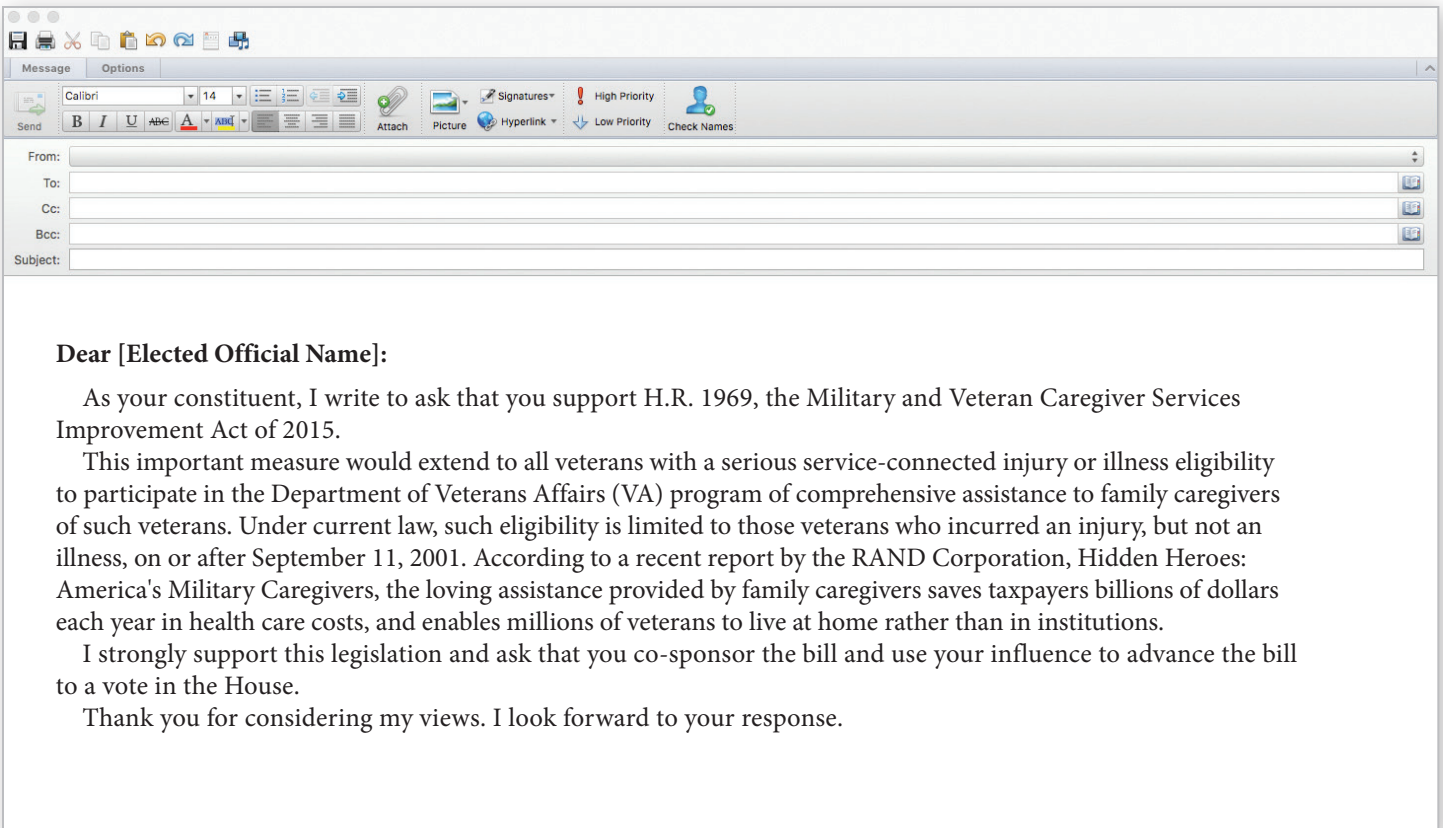 Message Options
Calibri 14 Signatures High Priority
Send B I U ABC A ABC Attach Picture Hyperlink Low Priority Check Names
From:
To:
Cc:
Bcc:
Subject:
Dear [Elected Official Name]:
As your constituent, I write to ask that you support H.R. 1969, the Military and Veteran Caregiver Services
Improvement Act of 2015.
This important measure would extend to all veterans with a serious service-connected injury or illness eligibility
to participate in the Department of Veterans Affairs (VA) program of comprehensive assistance to family caregivers
of such veterans. Under current law, such eligibility is limited to those veterans who incurred an injury, but not an
illness, on or after September 11, 2001. According to a recent report by the RAND Corporation, Hidden Heroes:
America's Military Caregivers, the loving assistance provided by family caregivers saves taxpayers billions of dollars
each year in health care costs, and enables millions of veterans to live at home rather than in institutions.
I strongly support this legislation and ask that you co-sponsor the bill and use your influence to advance the bill
to a vote in the House.
Thank you for considering my views. I look forward to your response.